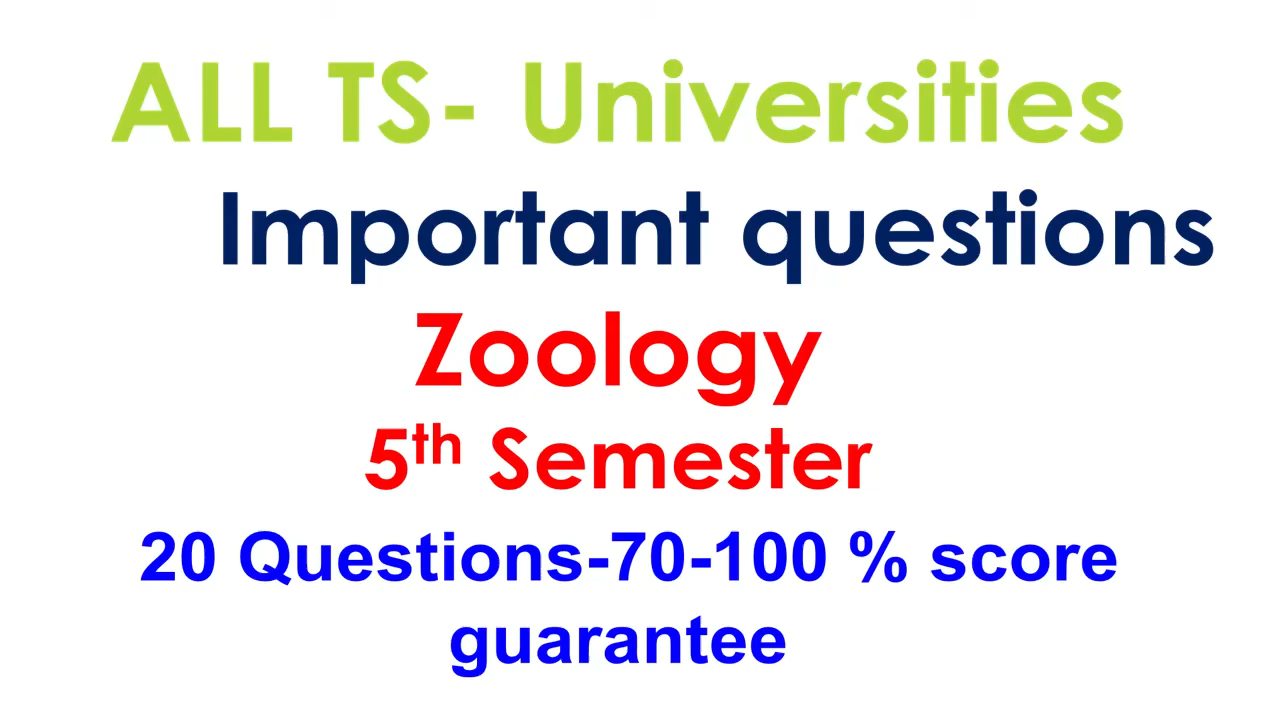 ALL TS- Universities
Important questions
Zoology
5th Semester
20 Questions-70-100 % score
guarantee